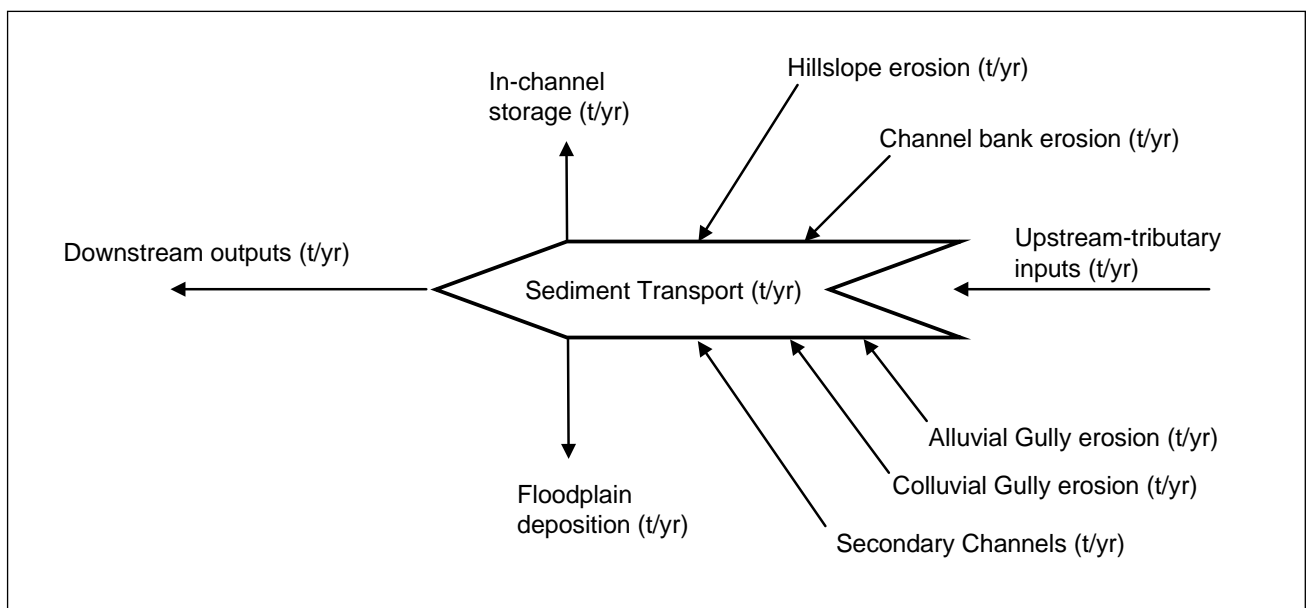 Hillslope erosion (t/yr)
In-channel
storage (t/yr)
Channel bank erosion (t/yr)
Downstream outputs (t/yr)
Upstream-tributary
inputs (t/yr)
Sediment Transport (t/yr)
Alluvial Gully erosion (t/yr)
Colluvial Gully erosion (t/yr)
Floodplain
deposition (t/yr)
Secondary Channels (t/yr)